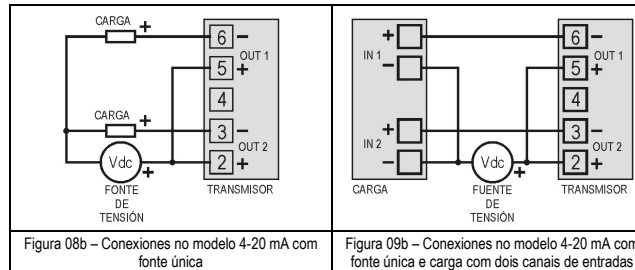 CARGA
+
6 −
OUT 1
5 +
4
CARGA
+
3 −
OUT 2
Vdc
+
2 +
FONTE
DE
TENSIÓN
TRANSMISOR
Figura 08b – Conexiones no modelo 4-20 mA com
fonte única
+
IN 1
−
6 −
OUT 1
5 +
4
+
IN 2
−
3 −
OUT 2
Vdc
+
2 +
CARGA
FUENTE
DE
TENSIÓN
TRANSMISOR
Figura 09b – Conexiones no modelo 4-20 mA com
fonte única e carga com dois canais de entradas